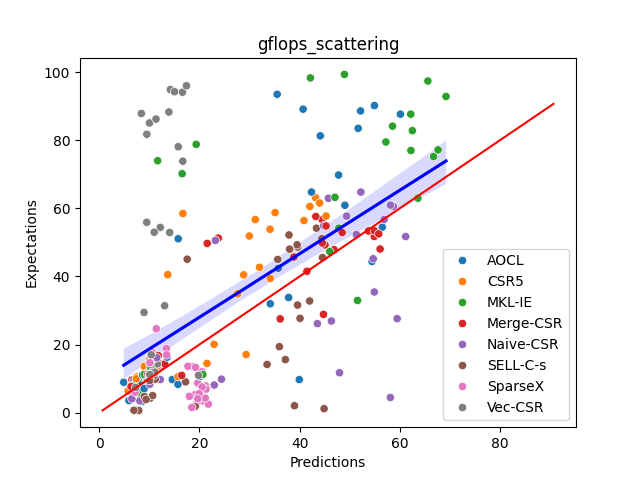 gflops_scattering
Expectations
100
80
60
40
20
0
0
20
40
60
80
Predictions
AOCL
CSR5
MKL-IE
Merge-CSR
Naive-CSR
SELL-C-s
SparseX
Vec-CSR